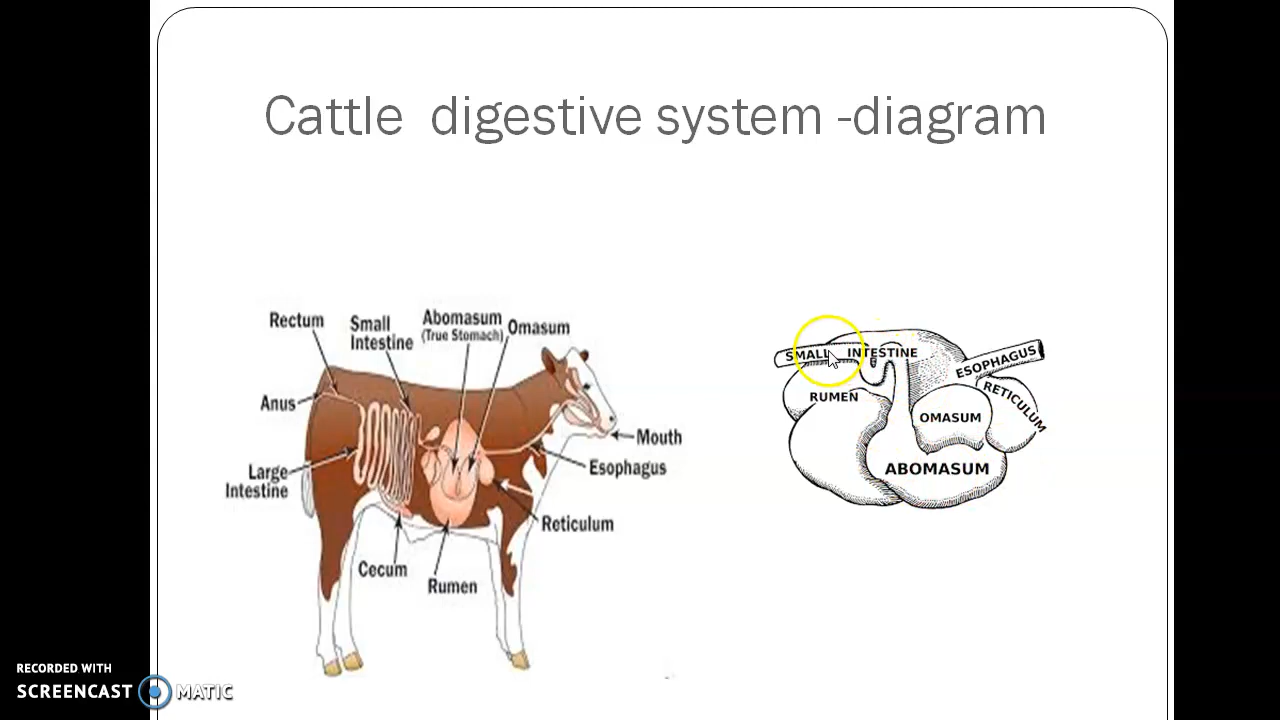 Cattle  digestive system -diagram
Rectum
Small
Intestine
Abomasum
(True Stomach)
Omasum
Anus
Mouth
Esophagus
Large
Intestine
Reticulum
Cecum
Rumen
SMALL INTESTINE
ESOPHAGUS
RUMEN
RETICULUM
OMASUM
ABOMASUM
RECORDED WITH
SCREENCAST MATIC